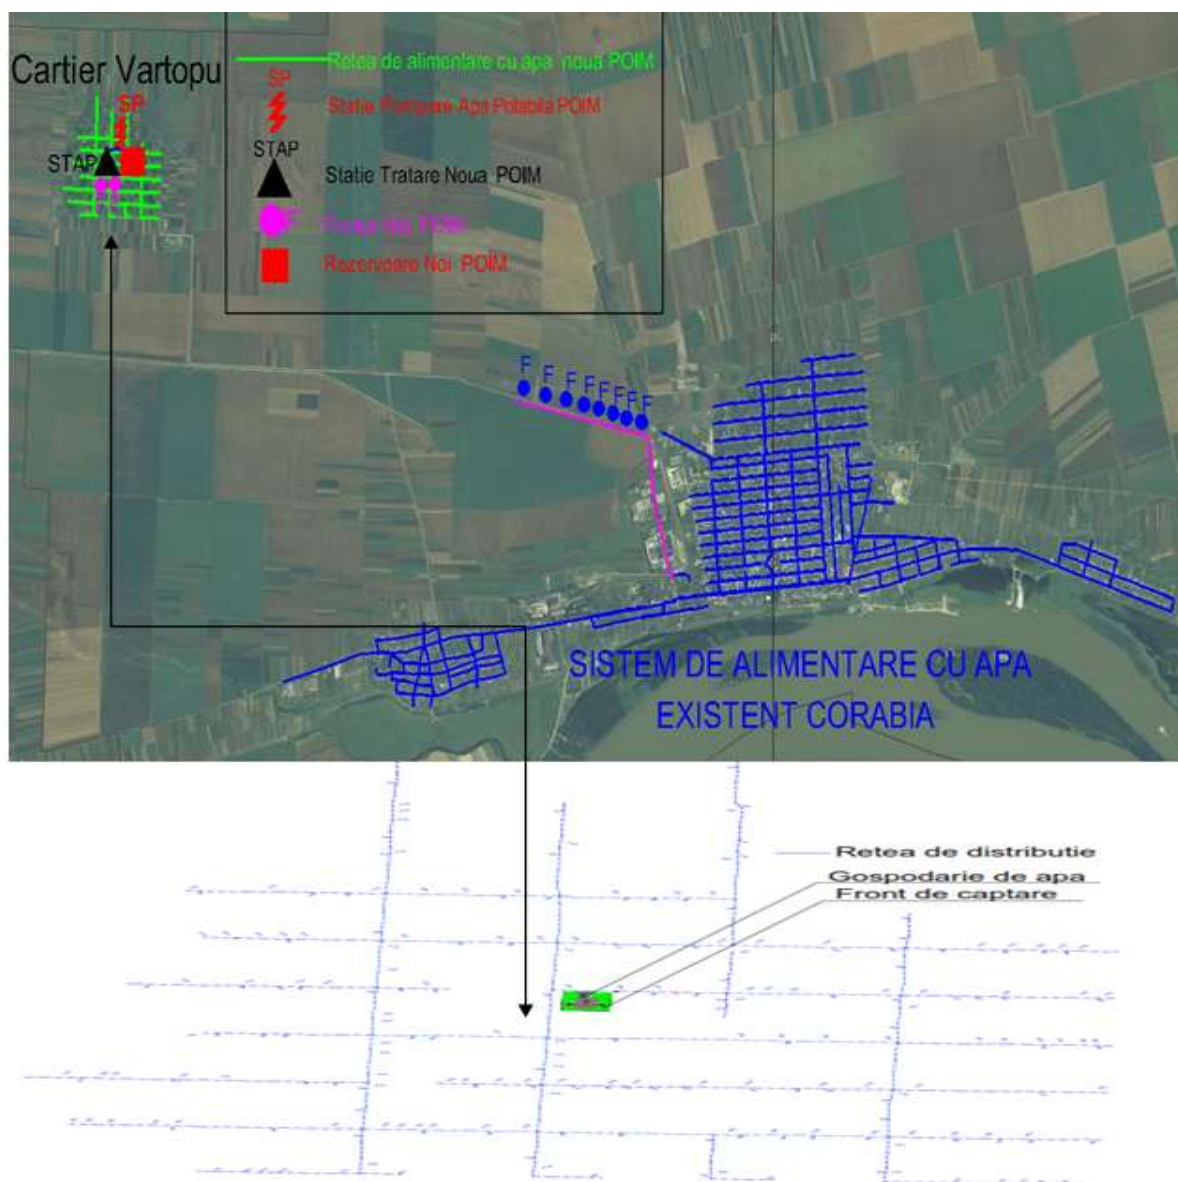 Cartier Vartopu
SP
STAP
Retea de alimentare cu apa noua POIM
SP
Statie Pompare Apa Potabila POIM
STAP
Statie Tratare Noua POIM
F
POIM
Rezervoare Noi POIM
F F F F F F F F
SISTEM DE ALIMENTARE CU APA
EXISTENT CORABIA
Retea de distributie
Gospodarie de apa
Front de captare